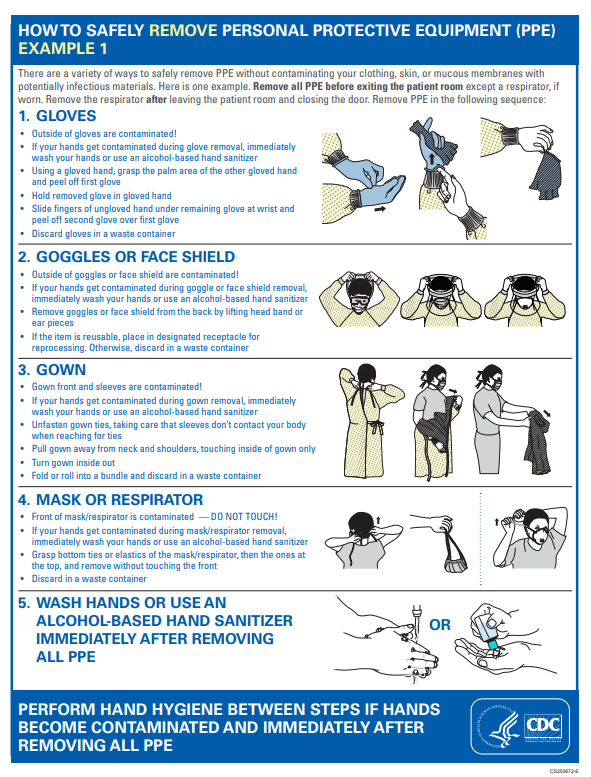 HOW TO SAFELY REMOVE PERSONAL PROTECTIVE EQUIPMENT (PPE)
EXAMPLE 1
There are a variety of ways to safely remove PPE without contaminating your clothing, skin, or mucous membranes with
potentially infectious materials. Here is one example. Remove all PPE before exiting the patient room except a respirator, if
worn. Remove the respirator after leaving the patient room and closing the door. Remove PPE in the following sequence:
1. GLOVES
• Outside of gloves are contaminated!
• If your hands get contaminated during glove removal, immediately
wash your hands or use an alcohol-based hand sanitizer
• Using a gloved hand, grasp the palm area of the other gloved hand
and peel off first glove
• Hold removed glove in gloved hand
• Slide fingers of ungloved hand under remaining glove at wrist and
peel off second glove over first glove
• Discard gloves in a waste container
2. GOGGLES OR FACE SHIELD
• Outside of goggles or face shield are contaminated!
• If your hands get contaminated during goggle or face shield removal,
immediately wash your hands or use an alcohol-based hand sanitizer
• Remove goggles or face shield from the back by lifting head band or
ear pieces
• If the item is reusable, place in designated receptacle for
reprocessing. Otherwise, discard in a waste container
3. GOWN
• Gown front and sleeves are contaminated!
• If your hands get contaminated during gown removal, immediately
wash your hands or use an alcohol-based hand sanitizer
• Unfasten gown ties, taking care that sleeves don't contact your body
when reaching for ties
• Pull gown away from neck and shoulders, touching inside of gown only
• Turn gown inside out
• Fold or roll into a bundle and discard in a waste container
4. MASK OR RESPIRATOR
• Front of mask/respirator is contaminated — DO NOT TOUCH!
• If your hands get contaminated during mask/respirator removal,
immediately wash your hands or use an alcohol-based hand sanitizer
• Grasp bottom ties or elastics of the mask/respirator, then the ones at
the top, and remove without touching the front
• Discard in a waste container
5. WASH HANDS OR USE AN
ALCOHOL-BASED HAND SANITIZER
IMMEDIATELY AFTER REMOVING
ALL PPE
OR
PERFORM HAND HYGIENE BETWEEN STEPS IF HANDS
BECOME CONTAMINATED AND IMMEDIATELY AFTER
REMOVING ALL PPE
CDC
CS250672-E